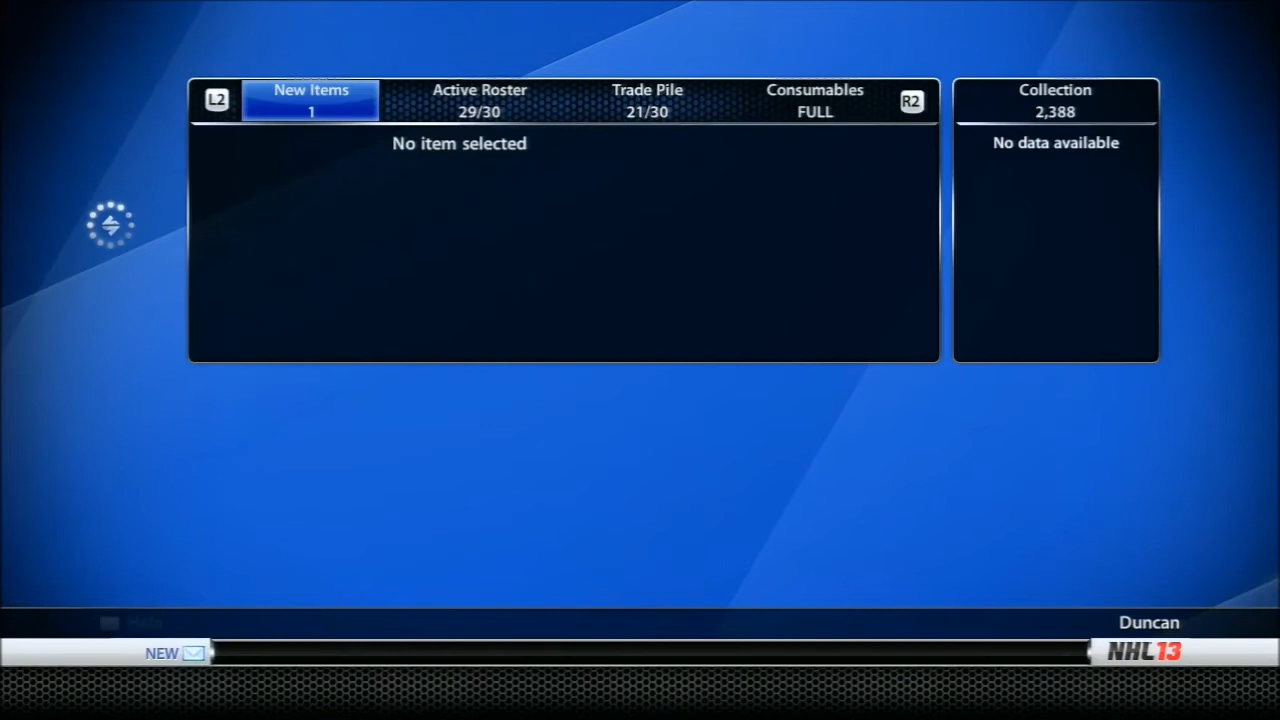 L2
New Items
1
Active Roster
29/30
Trade Pile
21/30
Consumables
FULL
R2
Collection
2,388
No item selected
No data available
Duncan
NEW
NHL13